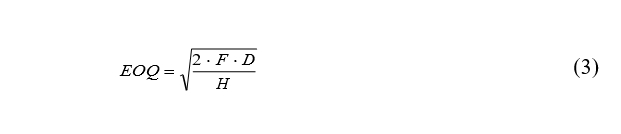 EOQ = √(2 · F · D / H) (3)